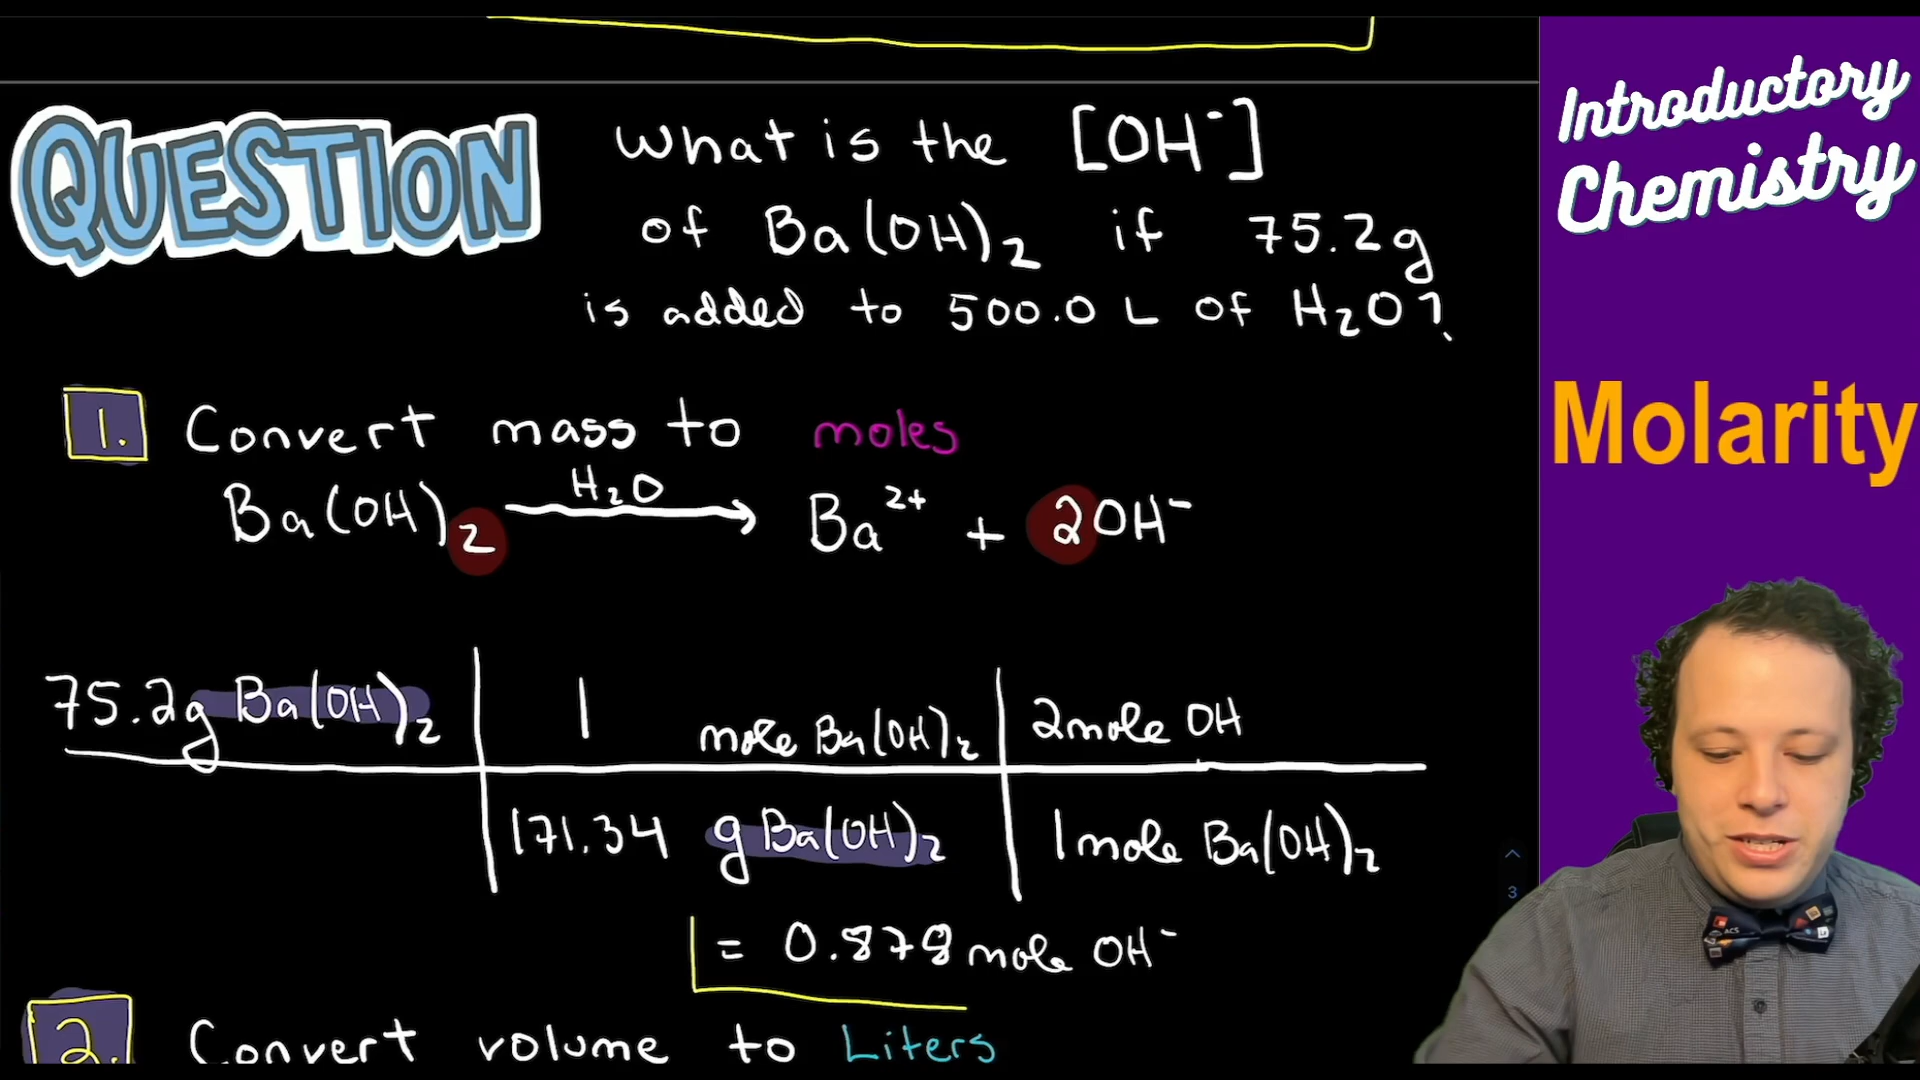 QUESTION
What is the [OH⁻]
of Ba(OH)₂ if 75.2g
is added to 500.0 L of H₂O?
1. Convert mass to moles
Ba(OH)₂ H₂O → Ba²⁺ + 2OH⁻
75.2g Ba(OH)₂ | 1 mole Ba(OH)₂ | 2mole OH
171.34 g Ba(OH)₂ | 1mole Ba(OH)₂
= 0.878 mole OH⁻
2. Convert volume to Liters
Introductory
Chemistry
Molarity
3
ACS